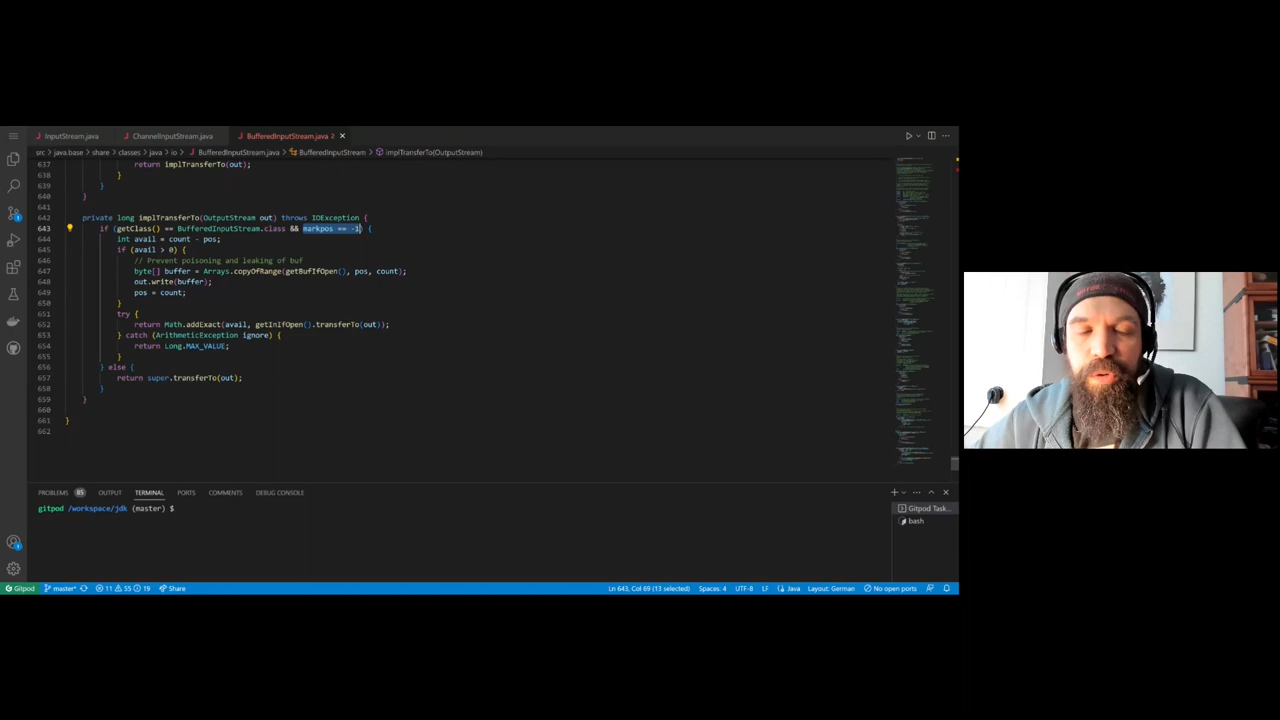 InputStream.java ChannelInputStream.java BufferedInputStream.java 2
src java.base share classes java io BufferedInputStream.java BufferedInputStream implTransferTo(OutputStream)
637 return implTransferTo(out);
638 }
639 }
640 }
641
642 private long implTransferTo(OutputStream out) throws IOException {
643 if (getClass() == BufferedInputStream.class && markpos == -1) {
644 int avail = count - pos;
645 if (avail > 0) {
646 // Prevent poisoning and leaking of buf
647 byte[] buffer = Arrays.copyOfRange(getBufIfOpen(), pos, count);
648 out.write(buffer);
649 pos = count;
650 }
651 try {
652 return Math.addExact(avail, getInIfOpen().transferTo(out));
653 } catch (ArithmeticException ignore) {
654 return Long.MAX_VALUE;
655 }
656 } else {
657 return super.transferTo(out);
658 }
659 }
660
661 }
662
PROBLEMS 85 OUTPUT TERMINAL PORTS COMMENTS DEBUG CONSOLE
gitpod /workspace/jdk (master) $
Gitpod Task...
bash
Gitpod master* 11 55 19 Share Ln 643, Col 69 (13 selected) Spaces: 4 UTF-8 LF Java Layout: German No open ports